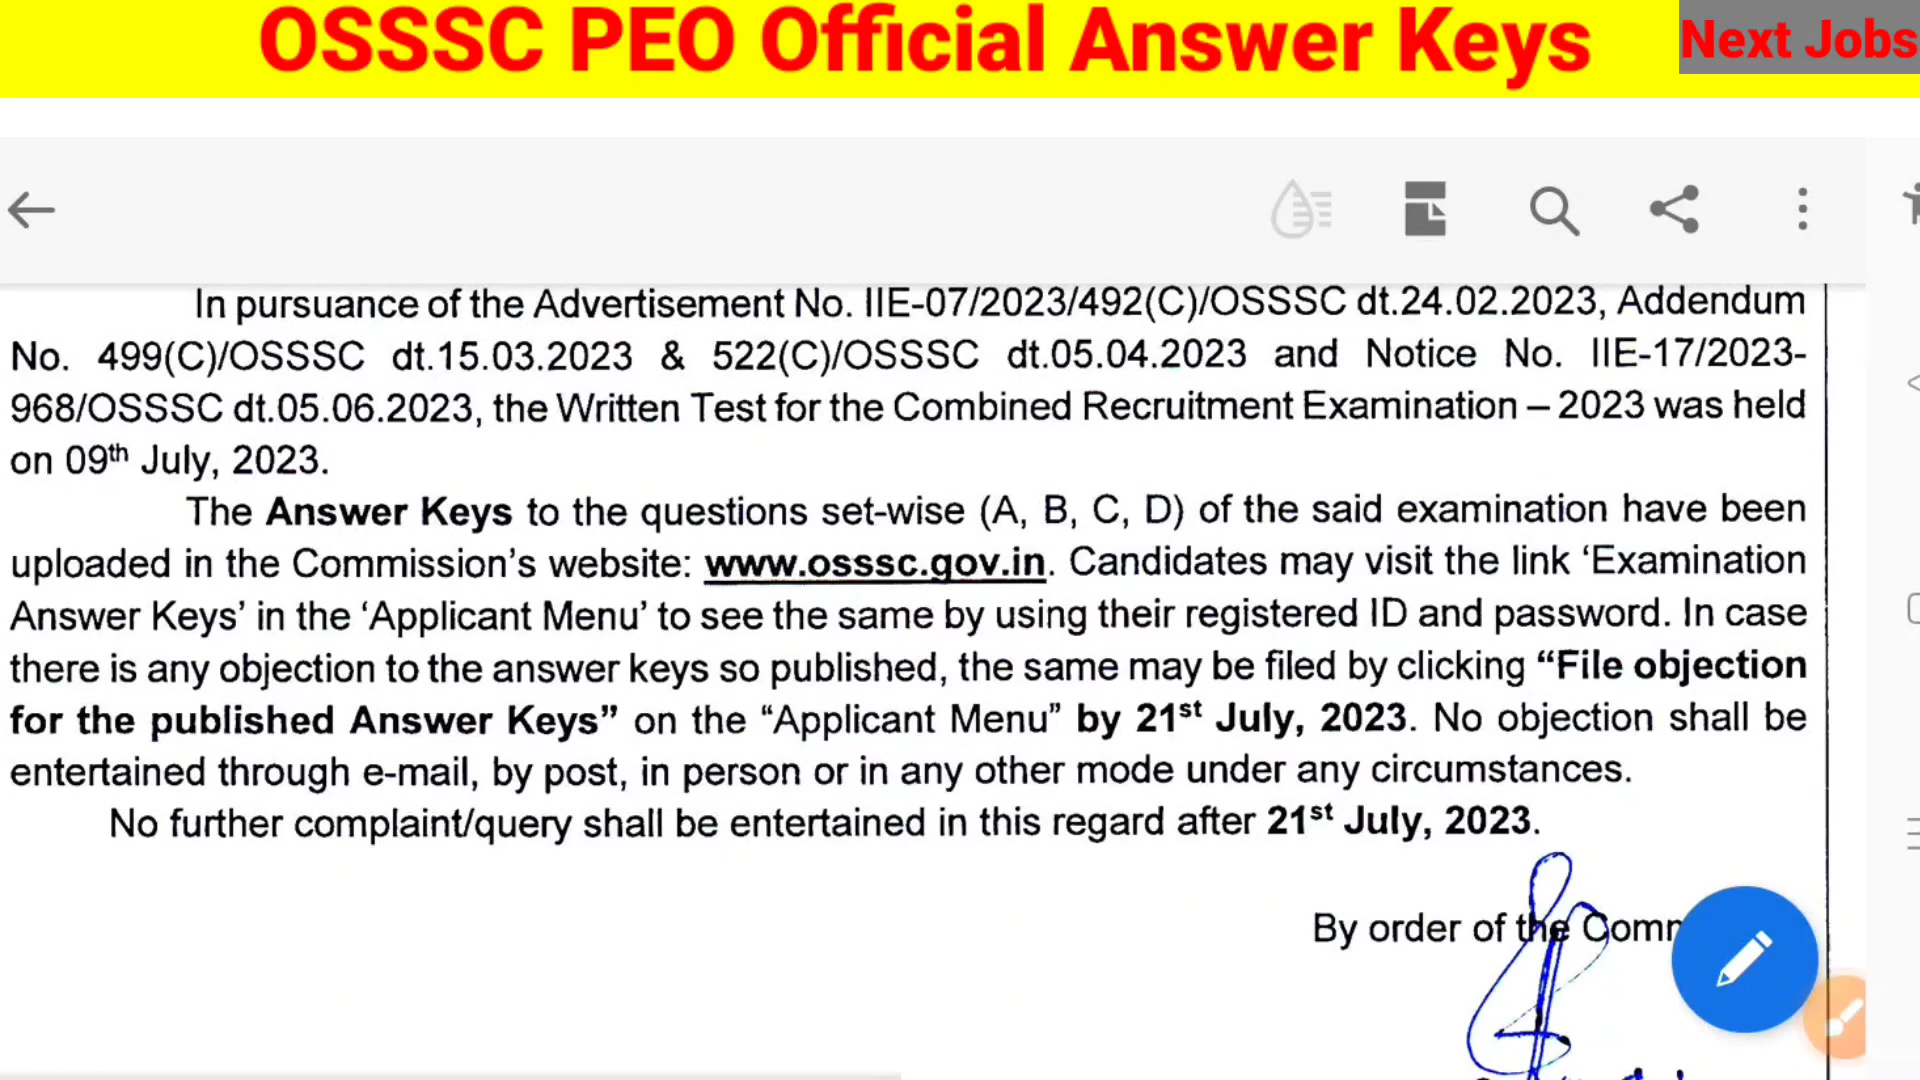 OSSSC PEO Official Answer Keys
Next Jobs
In pursuance of the Advertisement No. IIE-07/2023/492(C)/OSSSC dt.24.02.2023, Addendum
No. 499(C)/OSSSC dt.15.03.2023 & 522(C)/OSSSC dt.05.04.2023 and Notice No. IIE-17/2023-
968/OSSSC dt.05.06.2023, the Written Test for the Combined Recruitment Examination – 2023 was held
on 09th July, 2023.
The Answer Keys to the questions set-wise (A, B, C, D) of the said examination have been
uploaded in the Commission's website: www.osssc.gov.in. Candidates may visit the link ‘Examination
Answer Keys’ in the ‘Applicant Menu’ to see the same by using their registered ID and password. In case
there is any objection to the answer keys so published, the same may be filed by clicking “File objection
for the published Answer Keys” on the “Applicant Menu” by 21st July, 2023. No objection shall be
entertained through e-mail, by post, in person or in any other mode under any circumstances.
No further complaint/query shall be entertained in this regard after 21st July, 2023.
By order of the Comm